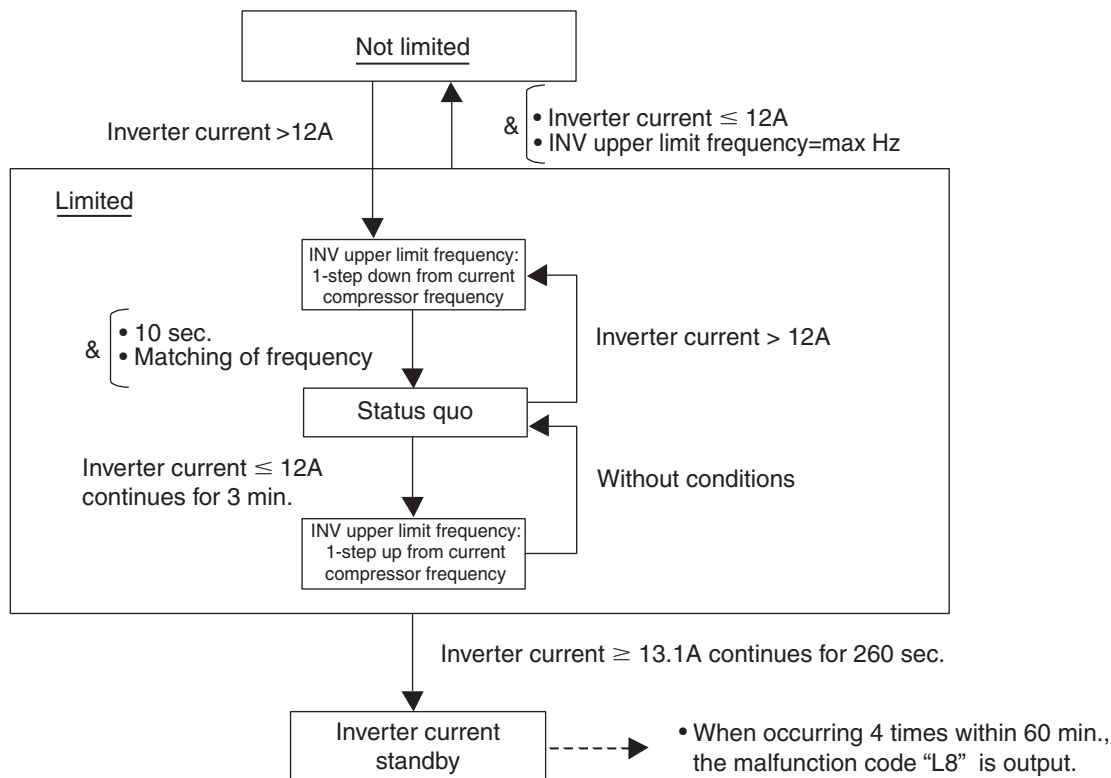 Not limited
Inverter current >12A
&
• Inverter current ≦ 12A
• INV upper limit frequency=max Hz
Limited
INV upper limit frequency:
1-step down from current
compressor frequency
&
• 10 sec.
• Matching of frequency
Inverter current > 12A
Status quo
Inverter current ≦ 12A
continues for 3 min.
Without conditions
INV upper limit frequency:
1-step up from current
compressor frequency
Inverter current ≧ 13.1A continues for 260 sec.
Inverter current
standby
• When occurring 4 times within 60 min.,
the malfunction code “L8” is output.